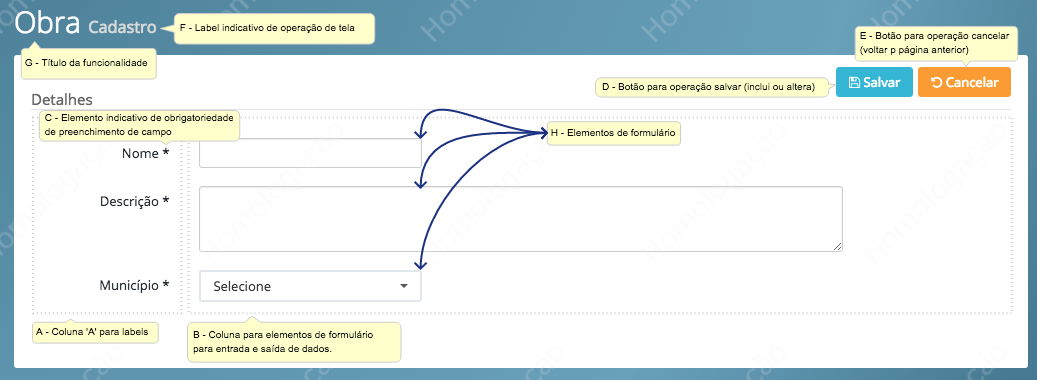 Obra Cadastro
F - Label indicativo de operação de tela
E - Botão para operação cancelar
(voltar p página anterior)
G - Título da funcionalidade
D - Botão para operação salvar (inclui ou altera)
Salvar
Cancelar
Detalhes
C - Elemento indicativo de obrigatoriedade
de preenchimento de campo
H - Elementos de formulário
Nome *
Descrição *
Município *
Selecione
A - Coluna 'A' para labels
B - Coluna para elementos de formulário
para entrada e saída de dados.
Homologação